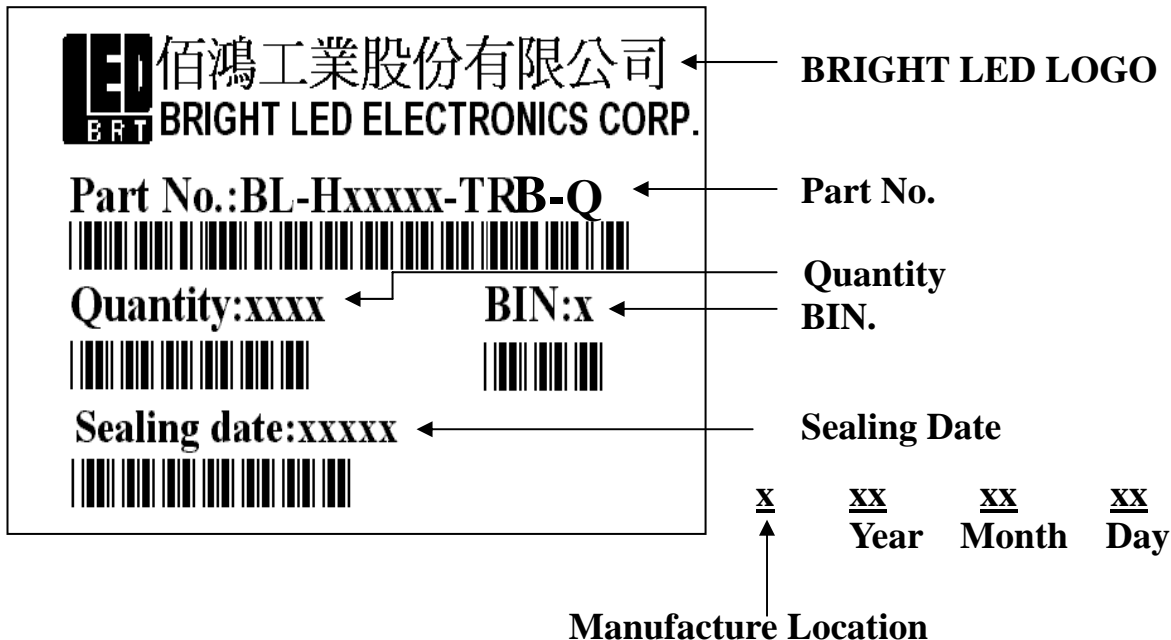 LED
佰鴻工業股份有限公司
BRT BRIGHT LED ELECTRONICS CORP.
BRIGHT LED LOGO
Part No.:BL-Hxxxxx-TRB-Q
Part No.
Quantity:xxxx
BIN:x
Quantity
BIN.
Sealing date:xxxxx
Sealing Date
x xx xx xx
Year Month Day
Manufacture Location